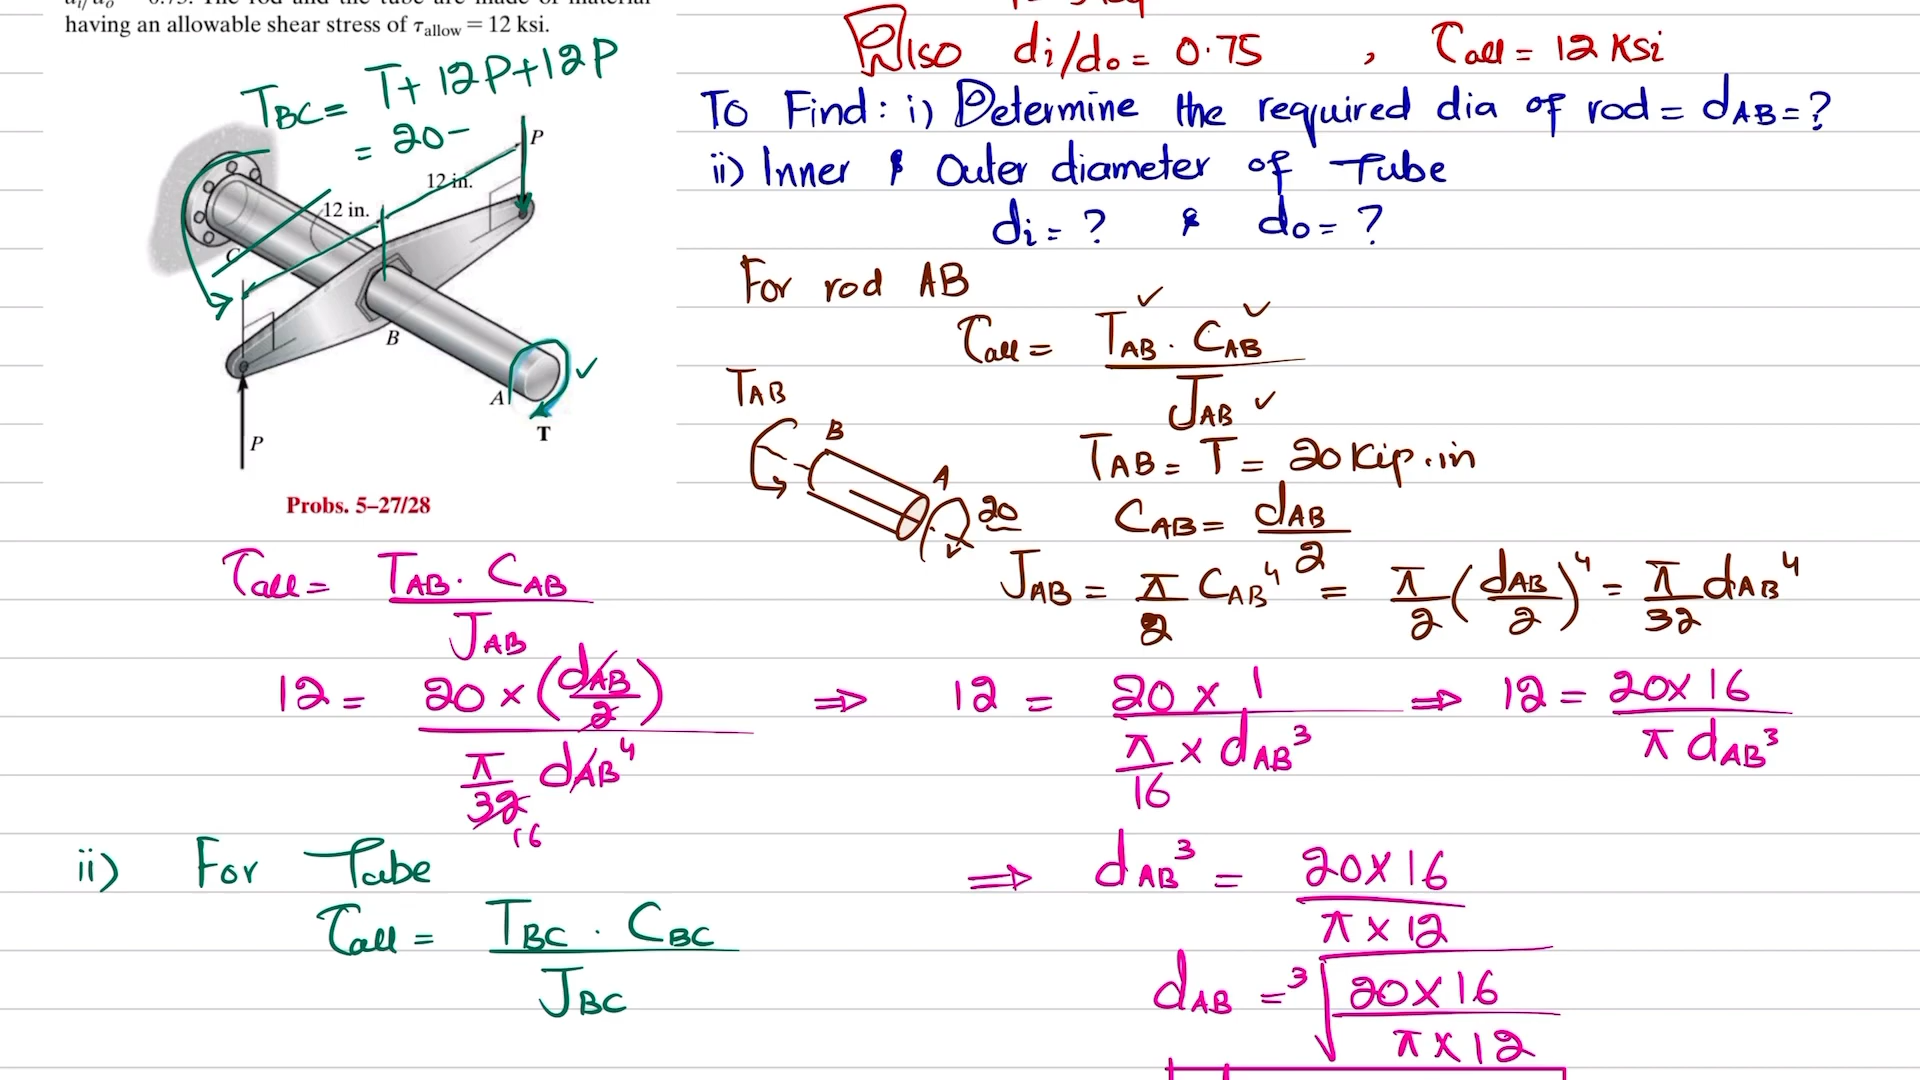 having an allowable shear stress of τallow = 12 ksi.
TBC = T + 12P + 12P
= 20 -
P
12 in.
12 in.
C
B
A
T
P
Probs. 5–27/28
Also di/do = 0.75 , τall = 12 ksi
To Find: i) Determine the required dia of rod = dAB = ?
ii) Inner & Outer diameter of Tube
di = ? & do = ?
For rod AB
τall = TAB · CAB / JAB
TAB
B
A
20
TAB = T = 20 Kip.in
CAB = dAB / 2
JAB = π/2 CAB⁴ = π/2 (dAB/2)⁴ = π/32 dAB⁴
τall = TAB · CAB / JAB
12 = 20 × (dAB/2) / π/32 dAB⁴
16
⇒ 12 = 20 × 1 / π/16 × dAB³ ⇒ 12 = 20×16 / π dAB³
⇒ dAB³ = 20×16 / π×12
dAB = ³√20×16 / π×12
ii) For Tube
τall = TBC · CBC / JBC